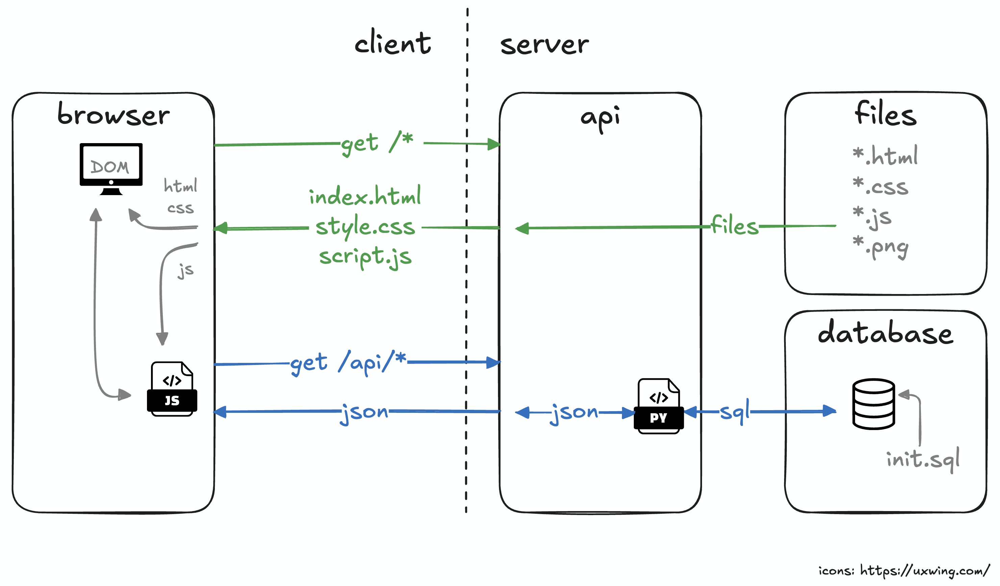 client
server
browser
DOM
html
css
js
JS
get /*
index.html
style.css
script.js
get /api/*
json
api
json
PY
files
sql
files
*.html
*.css
*.js
*.png
database
init.sql
icons: https://uxwing.com/